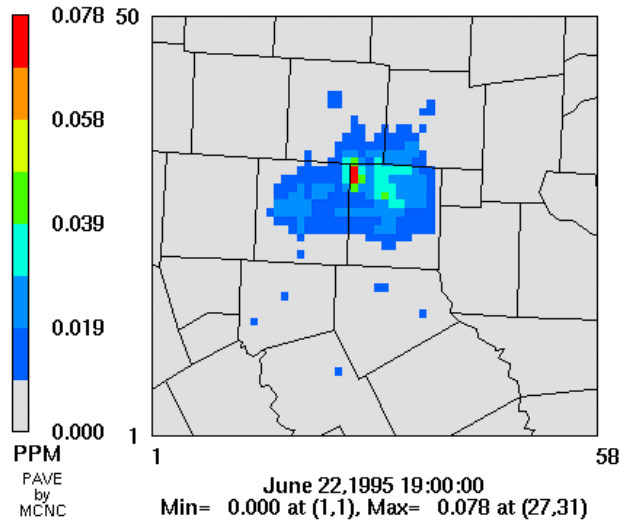 0.078
0.058
0.039
0.019
0.000
PPM
PAVE
by
MCNC
50
1
1
58
June 22,1995 19:00:00
Min= 0.000 at (1,1), Max= 0.078 at (27,31)